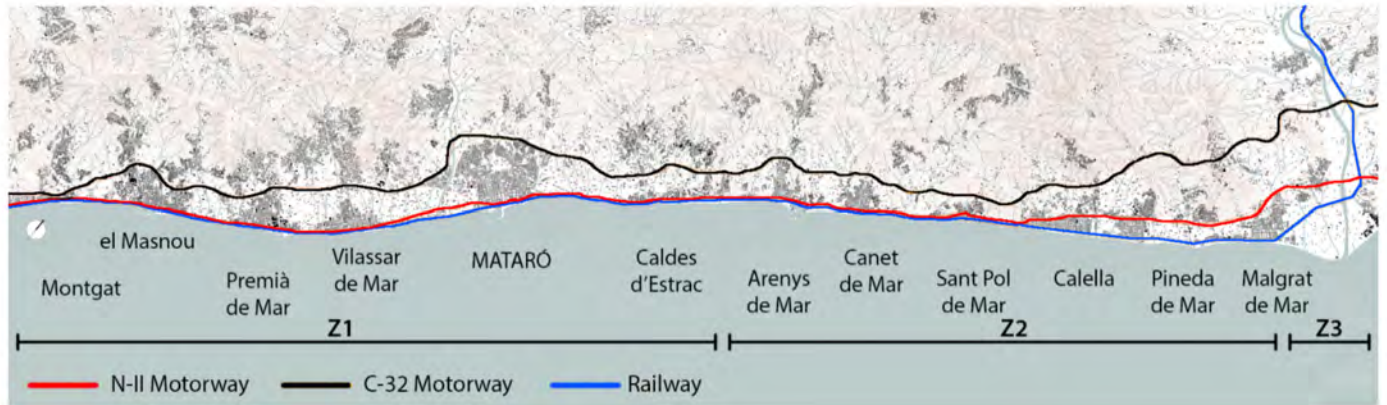 el Masnou
Montgat
Premià
de Mar
Vilassar
de Mar
MATARÓ
Caldes
d'Estrac
Arenys
de Mar
Canet
de Mar
Sant Pol
de Mar
Calella
Pineda
de Mar
Malgrat
de Mar
Z1
Z2
Z3
N-II Motorway
C-32 Motorway
Railway